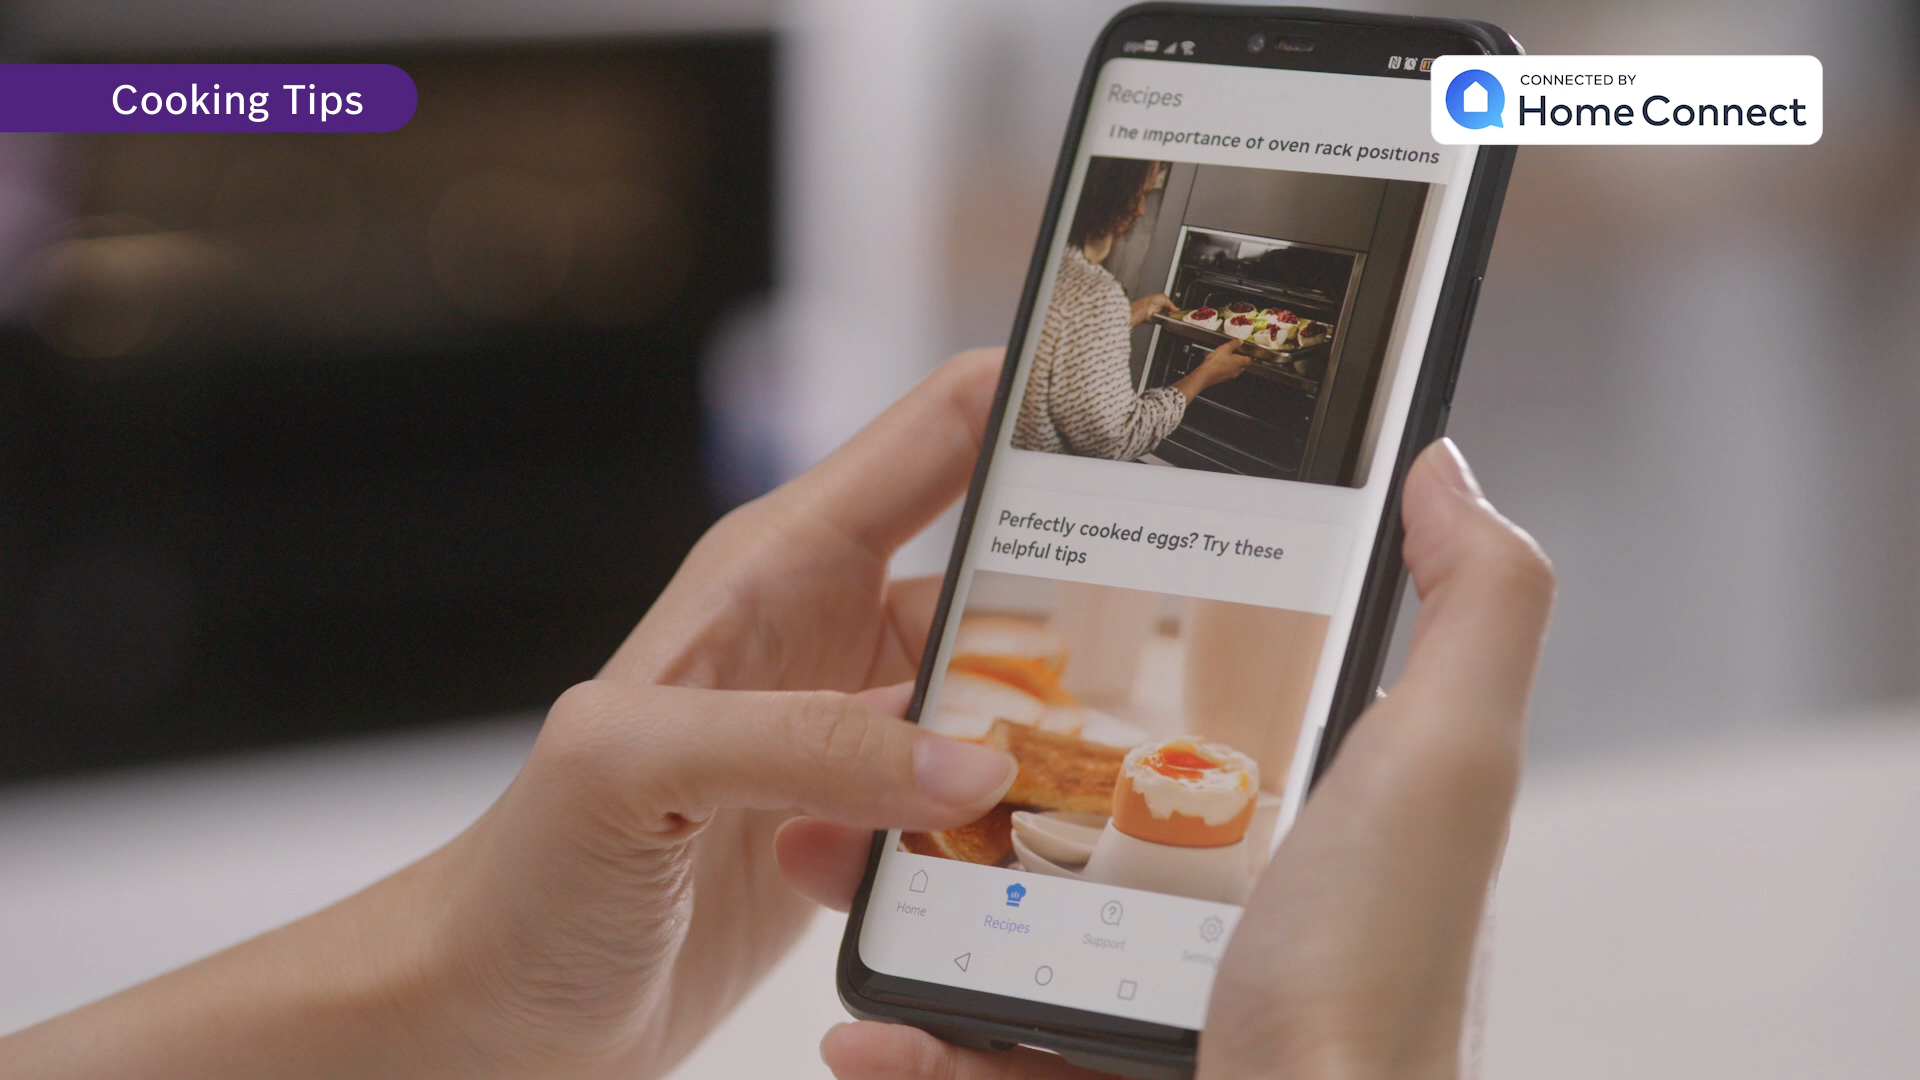 Cooking Tips
CONNECTED BY
Home Connect
Recipes
The importance of oven rack positions
Perfectly cooked eggs? Try these
helpful tips
Home
Recipes
Support